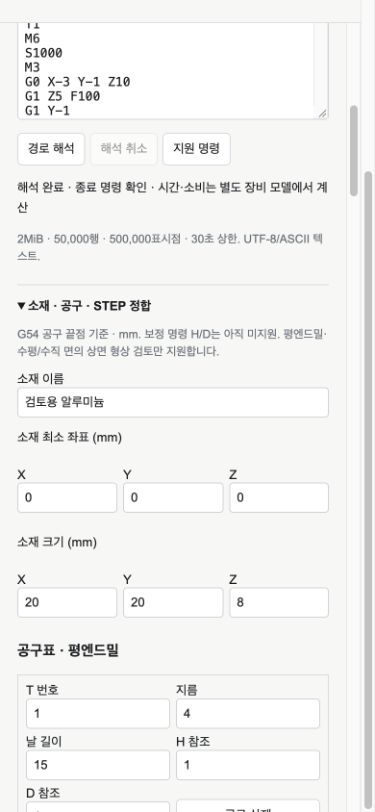 T1
M6
S1000
M3
G0 X-3 Y-1 Z10
G1 Z5 F100
G1 Y-1
경로 해석 해석 취소 지원 명령
해석 완료 · 종료 명령 확인 · 시간·소비는 별도 장비 모델에서 계
산
2MiB · 50,000행 · 500,000표시점 · 30초 상한. UTF-8/ASCII 텍
스트.
▼소재 · 공구 · STEP 정합
G54 공구 끝점 기준 · mm. 보정 명령 H/D는 아직 미지원. 평엔드밀·
수평/수직 면의 상면 형상 검토만 지원합니다.
소재 이름
검토용 알루미늄
소재 최소 좌표 (mm)
X Y Z
0 0 0
소재 크기 (mm)
X Y Z
20 20 8
공구표 · 평엔드밀
T 번호 지름
1 4
날 길이 H 참조
15 1
D 참조